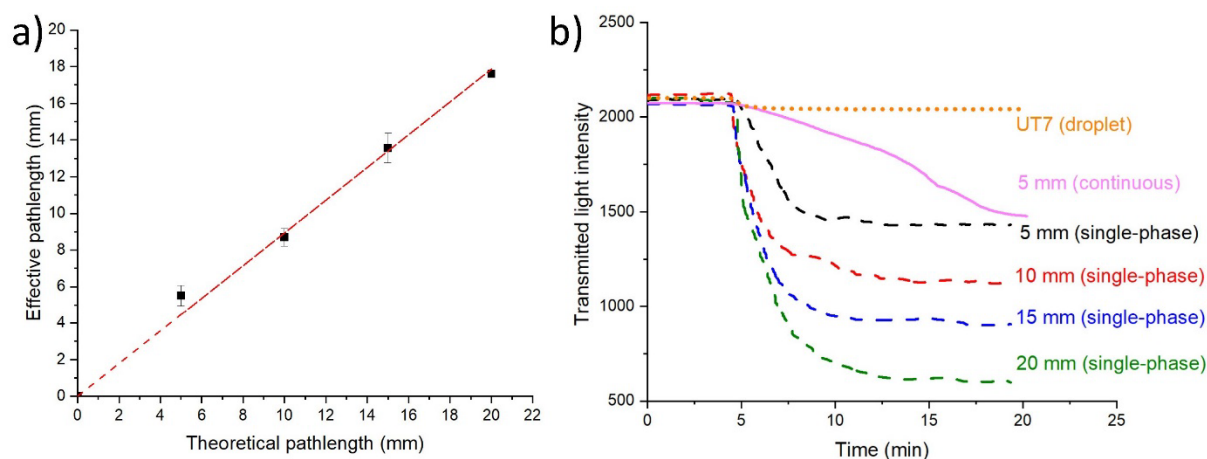 a)
Effective pathlength (mm)
20
18
16
14
12
10
8
6
4
2
0
0 2 4 6 8 10 12 14 16 18 20 22
Theoretical pathlength (mm)
b)
Transmitted light intensity
2500
2000
1500
1000
500
UT7 (droplet)
5 mm (continuous)
5 mm (single-phase)
10 mm (single-phase)
15 mm (single-phase)
20 mm (single-phase)
0 5 10 15 20 25
Time (min)